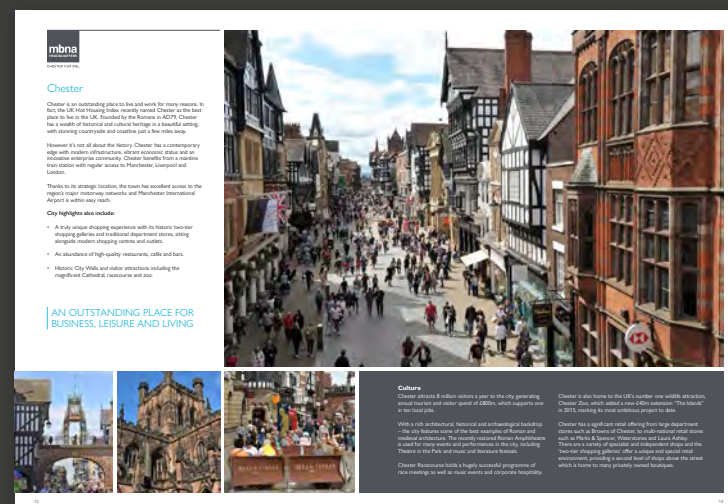 mbna
HEADQUARTERS
CHESTER CH4 9FB
Chester
Chester is an outstanding place to live and work for many reasons. In
fact, the UK Hot Housing Index recently named Chester as the best
place to live in the UK. Founded by the Romans in AD79, Chester
has a wealth of historical and cultural heritage in a beautiful setting,
with stunning countryside and coastline just a few miles away.
However it's not all about the history. Chester has a contemporary
edge with modern infrastructure, vibrant economic status and an
innovative enterprise community. Chester benefits from a mainline
train station with regular access to Manchester, Liverpool and
London.
Thanks to its strategic location, the town has excellent access to the
region's major motorway networks and Manchester International
Airport is within easy reach.
City highlights also include:
• A truly unique shopping experience with its historic two-tier
shopping galleries and traditional department stores, sitting
alongside modern shopping centres and outlets.
• An abundance of high-quality restaurants, cafés and bars.
• Historic City Walls and visitor attractions including the
magnificent Cathedral, racecourse and zoo.
AN OUTSTANDING PLACE FOR
BUSINESS, LEISURE AND LIVING
Culture
Chester attracts 8 million visitors a year to the city, generating
annual tourism and visitor spend of £800m, which supports one
in ten local jobs.
With a rich architectural, historical and archaeological backdrop
– the city features some of the best examples of Roman and
medieval architecture. The recently restored Roman Amphitheatre
is used for many events and performances in the city, including
Theatre in the Park and music and literature festivals.
Chester Racecourse holds a hugely successful programme of
race meetings as well as music events and corporate hospitality.
Chester is also home to the UK's number one wildlife attraction,
Chester Zoo, which added a new £40m extension "The Islands"
in 2015, marking its most ambitious project to date.
Chester has a significant retail offering from large department
stores such as Browns of Chester, to multi-national retail stores
such as Marks & Spencer, Waterstones and Laura Ashley.
There are a variety of specialist and independent shops and the
'two-tier shopping galleries' offer a unique and special retail
environment, providing a second level of shops above the street
which is home to many privately owned boutiques.
12
13